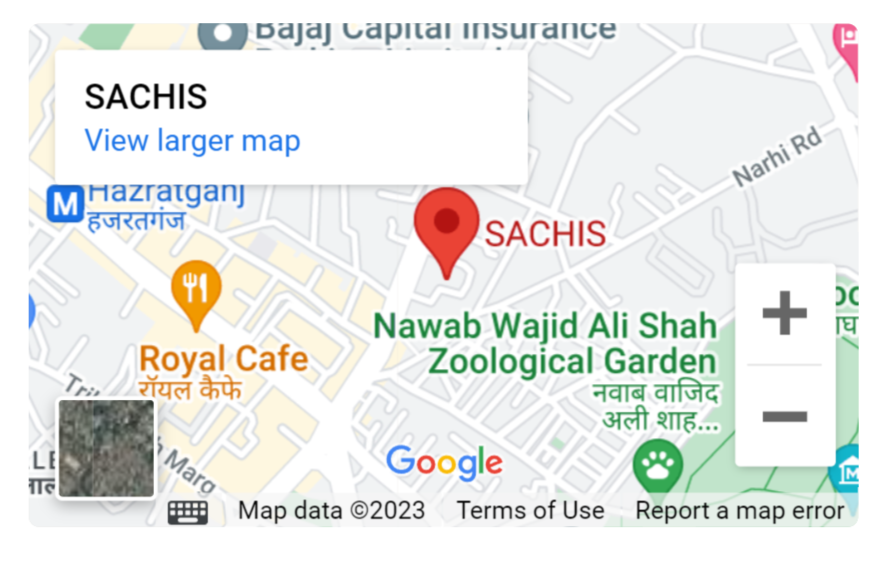 Bajaj Capital Insurance
SACHIS
View larger map
Narhi Rd
M
Hazratganj
हजरतगंज
SACHIS
Nawab Wajid Ali Shah
Zoological Garden
नवाब वाजिद
अली शाह...
Royal Cafe
रॉयल कैफे
Marg
Google
Map data ©2023 Terms of Use Report a map error